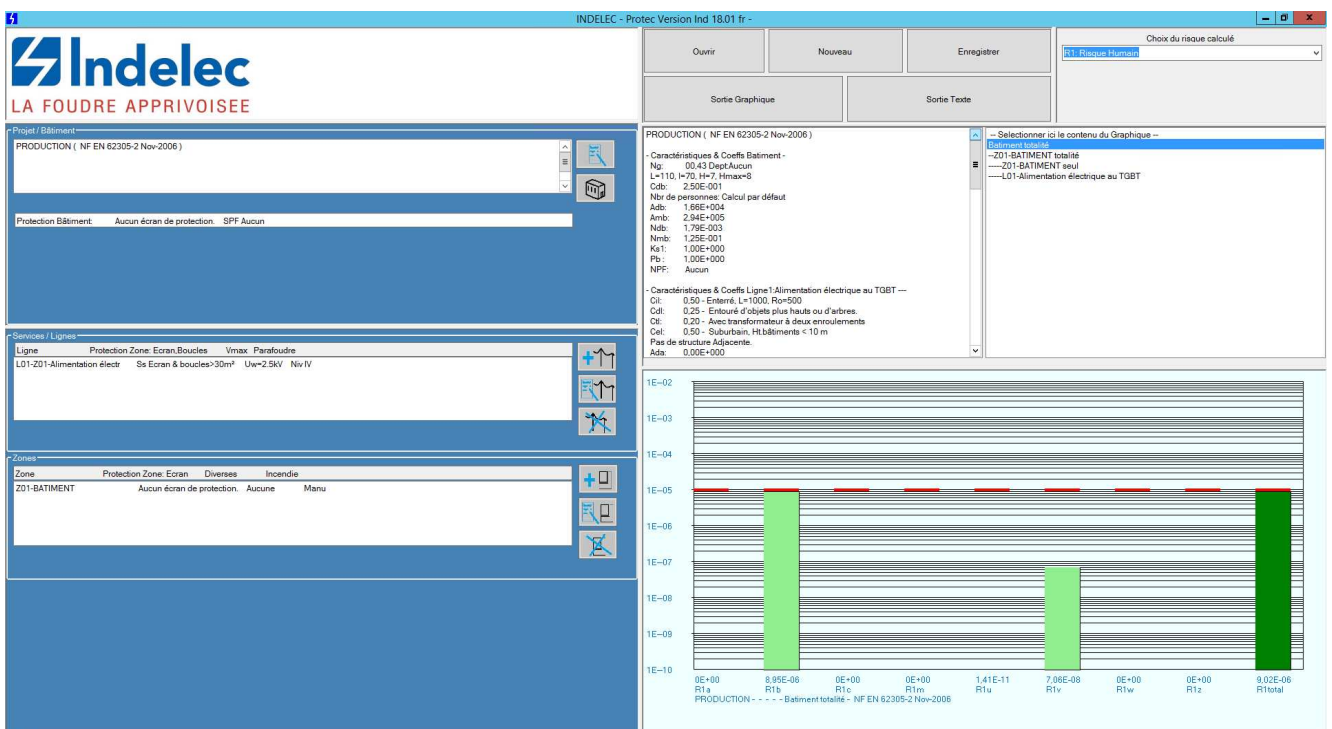 INDELEC - Protec Version Ind 18.01 fr -
Indelec
LA FOUDRE APPRIVOISEE
Ouvrir
Nouveau
Enregistrer
Sortie Graphique
Sortie Texte
Choix du risque calculé
R1: Risque Humain
Projet / Bâtiment
PRODUCTION ( NF EN 62305-2 Nov-2006 )
Protection Bâtiment: Aucun écran de protection. SPF Aucun
Services / Lignes
Ligne Protection Zone: Ecran,Boucles Vmax Parafoudre
L01-Z01-Alimentation électr Ss Ecran & boucles>30m² Uw=2.5kV Niv IV
Zones
Zone Protection Zone: Ecran Diverses Incendie
Z01-BATIMENT Aucun écran de protection. Aucune Manu
PRODUCTION ( NF EN 62305-2 Nov-2006 )
- Caractéristiques & Coeffs Batiment -
Ng: 00,43 Dept:Aucun
L=110, l=70, H=7, Hmax=8
Cdb: 2,50E-001
Nbr de personnes: Calcul par défaut
Adb: 1,66E+004
Amb: 2,94E+005
Ndb: 1,79E-003
Nmb: 1,25E-001
Ks1: 1,00E+000
Pb : 1,00E+000
NPF: Aucun
- Caractéristiques & Coeffs Ligne1:Alimentation électrique au TGBT ---
Cil: 0,50 - Enterré, L=1000, Ro=500
Cdl: 0,25 - Entouré d'objets plus hauts ou d'arbres.
Ctl: 0,20 - Avec transformateur à deux enroulements
Cel: 0,50 - Suburbain, Ht.bâtiments < 10 m
Pas de structure Adjacente.
Ada: 0,00E+000
-- Selectionner ici le contenu du Graphique --
Batiment totalité
--Z01-BATIMENT totalité
-----Z01-BATIMENT seul
-----L01-Alimentation électrique au TGBT
1E-02
1E-03
1E-04
1E-05
1E-06
1E-07
1E-08
1E-09
1E-10
0E+00 8,95E-06 0E+00 0E+00 1,41E-11 7,06E-08 0E+00 0E+00 9,02E-06
R1a R1b R1c R1m R1u R1v R1w R1z R1total
PRODUCTION - - - - - Batiment totalité - NF EN 62305-2 Nov-2006